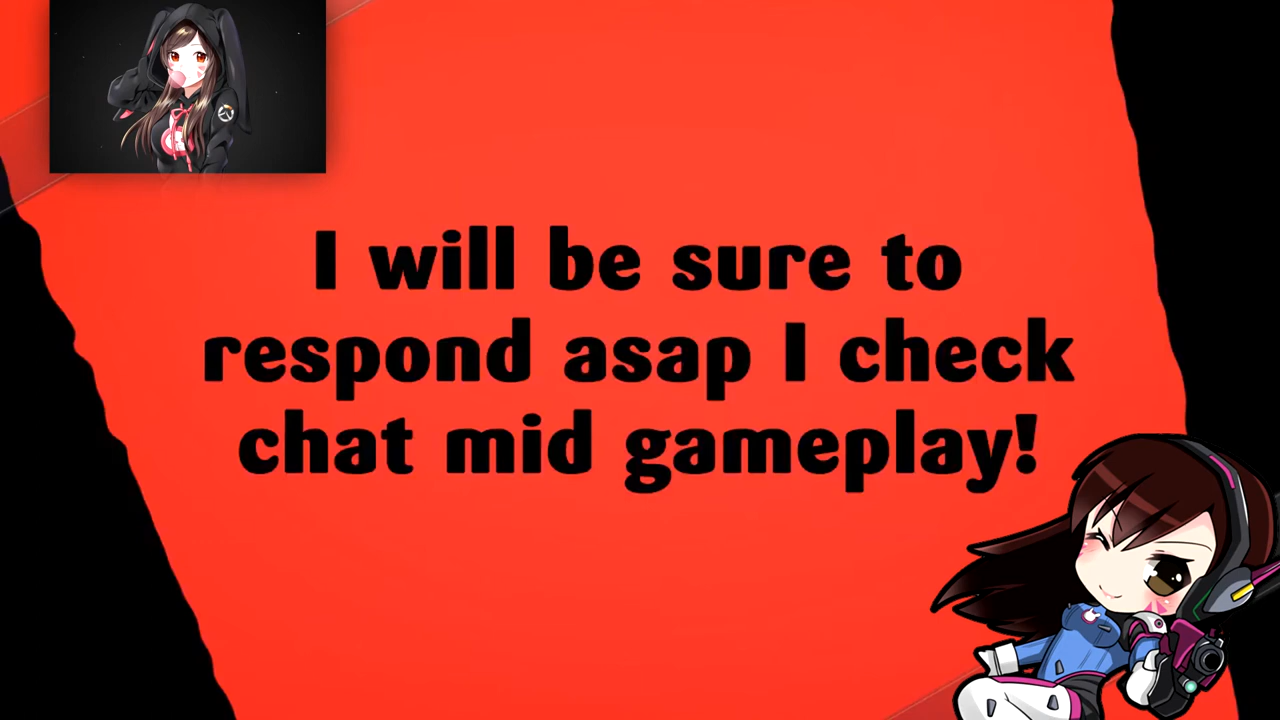 I will be sure to
respond asap I check
chat mid gameplay!